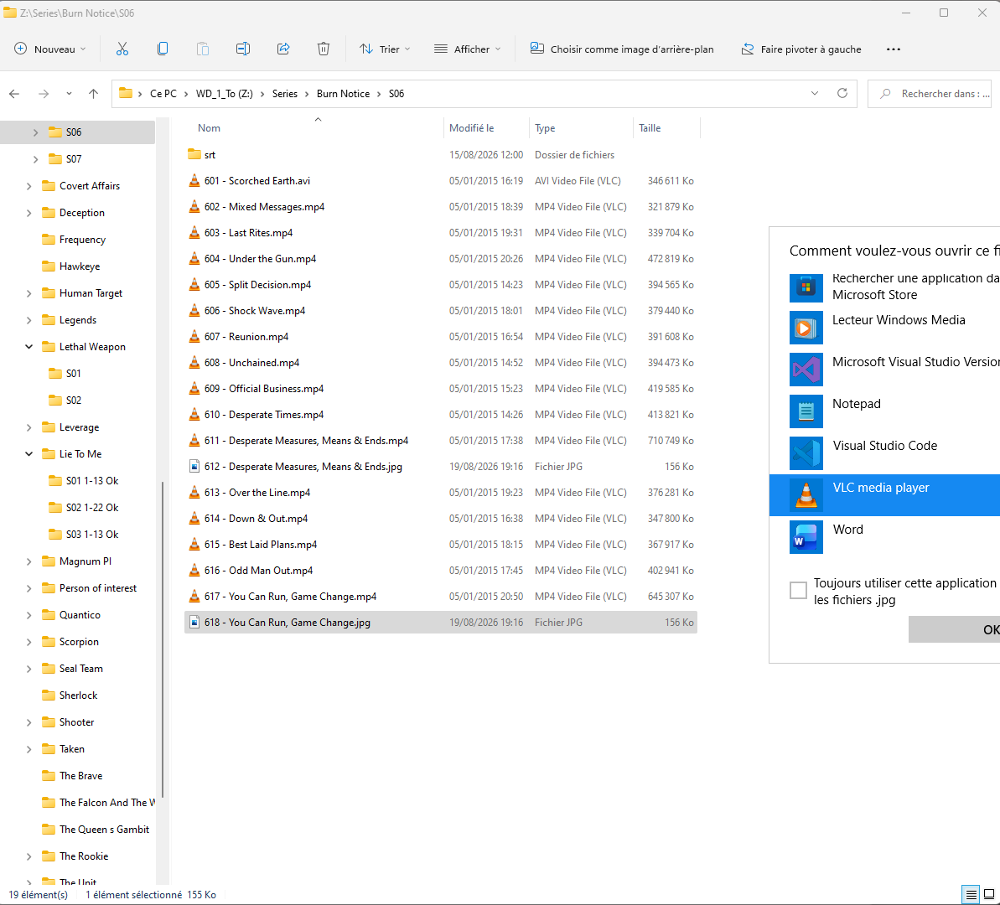 Z:\Series\Burn Notice\S06
Nouveau
Trier
Afficher
Choisir comme image d'arrière-plan
Faire pivoter à gauche
Ce PC > WD_1_To (Z:) > Series > Burn Notice > S06
Rechercher dans : ...
S06
S07
Covert Affairs
Deception
Frequency
Hawkeye
Human Target
Legends
Lethal Weapon
S01
S02
Leverage
Lie To Me
S01 1-13 Ok
S02 1-22 Ok
S03 1-13 Ok
Magnum PI
Person of interest
Quantico
Scorpion
Seal Team
Sherlock
Shooter
Taken
The Brave
The Falcon And The W
The Queen s Gambit
The Rookie
The Unit
Nom Modifié le Type Taille
srt 15/08/2026 12:00 Dossier de fichiers
601 - Scorched Earth.avi 05/01/2015 16:19 AVI Video File (VLC) 346 611 Ko
602 - Mixed Messages.mp4 05/01/2015 18:39 MP4 Video File (VLC) 321 879 Ko
603 - Last Rites.mp4 05/01/2015 19:31 MP4 Video File (VLC) 339 704 Ko
604 - Under the Gun.mp4 05/01/2015 20:26 MP4 Video File (VLC) 472 819 Ko
605 - Split Decision.mp4 05/01/2015 14:23 MP4 Video File (VLC) 394 565 Ko
606 - Shock Wave.mp4 05/01/2015 18:01 MP4 Video File (VLC) 379 440 Ko
607 - Reunion.mp4 05/01/2015 16:54 MP4 Video File (VLC) 391 608 Ko
608 - Unchained.mp4 05/01/2015 14:52 MP4 Video File (VLC) 394 473 Ko
609 - Official Business.mp4 05/01/2015 15:23 MP4 Video File (VLC) 419 585 Ko
610 - Desperate Times.mp4 05/01/2015 14:26 MP4 Video File (VLC) 413 821 Ko
611 - Desperate Measures, Means & Ends.mp4 05/01/2015 17:38 MP4 Video File (VLC) 710 749 Ko
612 - Desperate Measures, Means & Ends.jpg 19/08/2026 19:16 Fichier JPG 156 Ko
613 - Over the Line.mp4 05/01/2015 19:23 MP4 Video File (VLC) 376 281 Ko
614 - Down & Out.mp4 05/01/2015 16:38 MP4 Video File (VLC) 347 800 Ko
615 - Best Laid Plans.mp4 05/01/2015 18:15 MP4 Video File (VLC) 367 917 Ko
616 - Odd Man Out.mp4 05/01/2015 17:45 MP4 Video File (VLC) 402 941 Ko
617 - You Can Run, Game Change.mp4 05/01/2015 20:50 MP4 Video File (VLC) 645 307 Ko
618 - You Can Run, Game Change.jpg 19/08/2026 19:16 Fichier JPG 156 Ko
Comment voulez-vous ouvrir ce fi
Rechercher une application da
Microsoft Store
Lecteur Windows Media
Microsoft Visual Studio Version
Notepad
Visual Studio Code
VLC media player
W
Word
Toujours utiliser cette application
les fichiers .jpg
OK
19 élément(s) 1 élément sélectionné 155 Ko